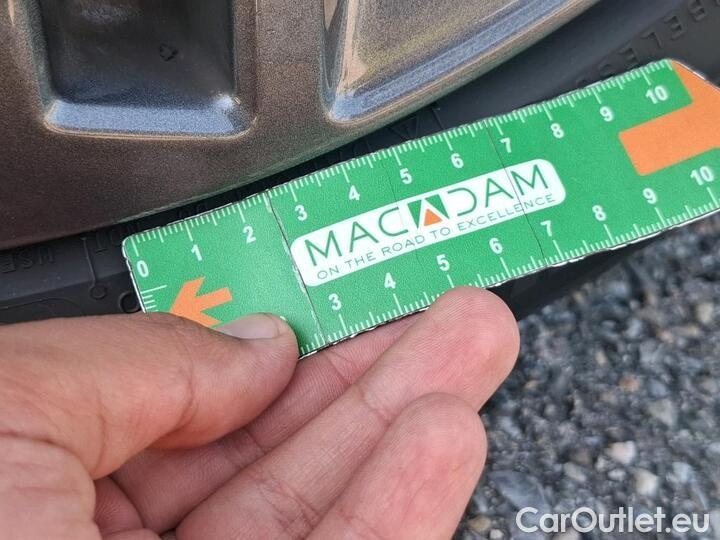 TUBELESS
0 1 2 3 4 5 6 7 8 9 10
MACADAM
ON THE ROAD TO EXCELLENCE
3 4 5 6 7 8 9 10
CarOutlet.eu